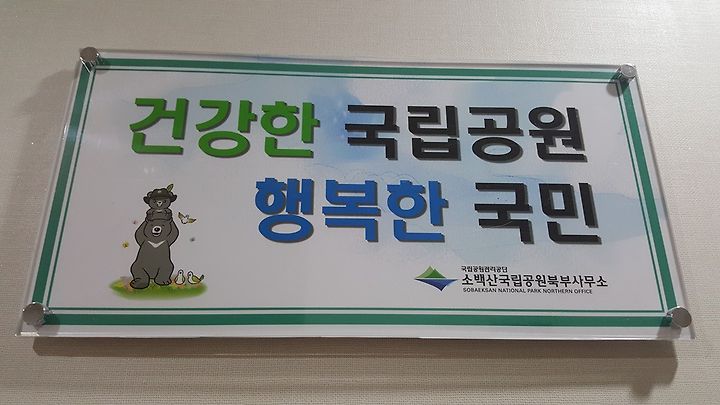 건강한 국립공원
행복한 국민
국립공원관리공단
소백산국립공원북부사무소
SOBAEKSAN NATIONAL PARK NORTHERN OFFICE